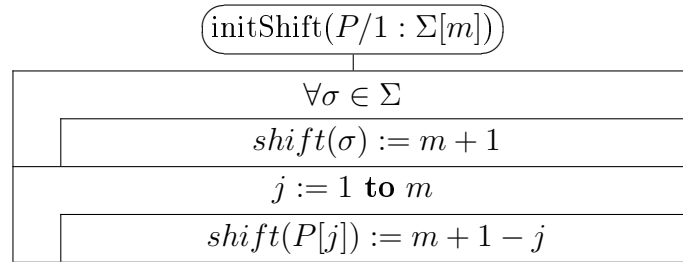 initShift(P/1 : Σ[m])
∀σ ∈ Σ
shift(σ) := m + 1
j := 1 to m
shift(P[j]) := m + 1 − j